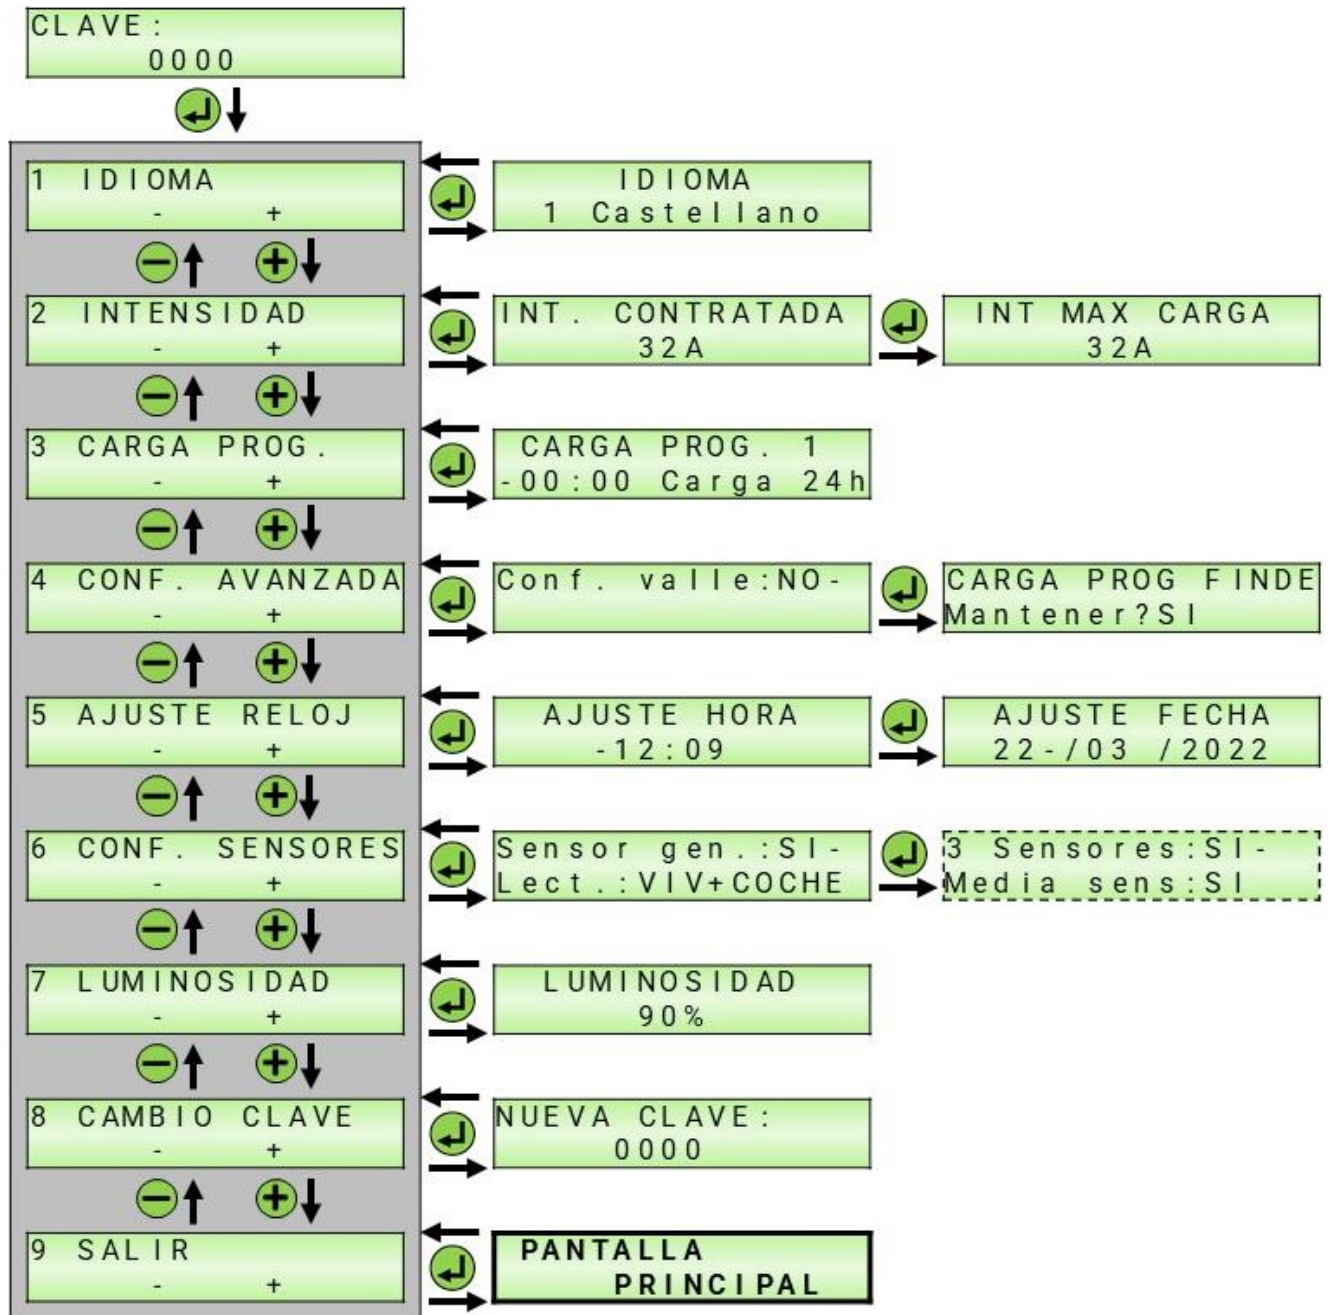 CLAVE:
0000
1 IDIOMA
- +
IDIOMA
1 Castellano
2 INTENSIDAD
- +
INT. CONTRATADA
32A
INT MAX CARGA
32A
3 CARGA PROG.
- +
CARGA PROG. 1
-00:00 Carga 24h
4 CONF. AVANZADA
- +
Conf. valle:NO-
CARGA PROG FINDE
Mantener?SI
5 AJUSTE RELOJ
- +
AJUSTE HORA
-12:09
AJUSTE FECHA
22-/03 /2022
6 CONF. SENSORES
- +
Sensor gen.:SI-
Lect.:VIV+COCHE
3 Sensores:SI-
Media sens:SI
7 LUMINOSIDAD
- +
LUMINOSIDAD
90%
8 CAMBIO CLAVE
- +
NUEVA CLAVE:
0000
9 SALIR
- +
PANTALLA
PRINCIPAL